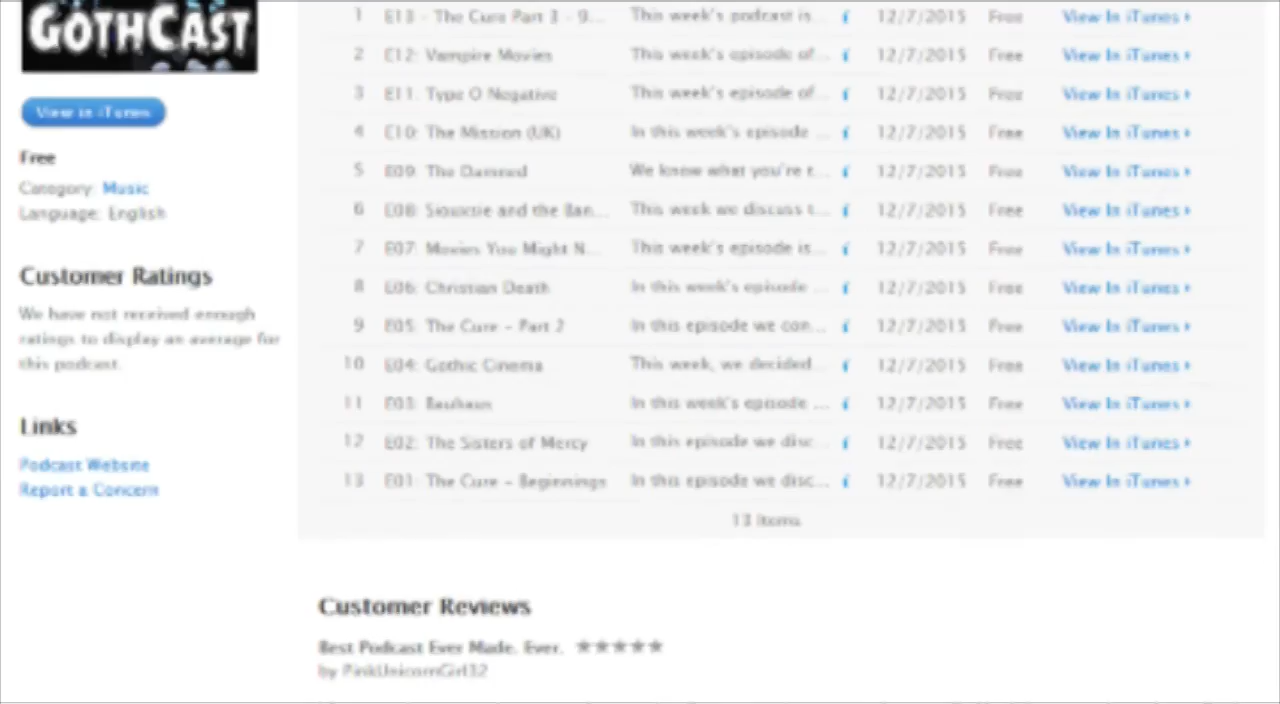 GOTHCAST
View in iTunes
Free
Category: Music
Language: English
Customer Ratings
We have not received enough
ratings to display an average for
this podcast.
Links
Podcast Website
Report a Concern
1 E13 - The Cure Part 3 - 9... This week's podcast is... i 12/7/2015 Free View In iTunes
2 E12: Vampire Movies This week's episode of... i 12/7/2015 Free View In iTunes
3 E11: Type O Negative This week's episode of... i 12/7/2015 Free View In iTunes
4 E10: The Mission (UK) In this week's episode ... i 12/7/2015 Free View In iTunes
5 E09: The Damned We know what you're t... i 12/7/2015 Free View In iTunes
6 E08: Siouxsie and the Ban... This week we discuss t... i 12/7/2015 Free View In iTunes
7 E07: Movies You Might N... This week's episode is... i 12/7/2015 Free View In iTunes
8 E06: Christian Death In this week's episode ... i 12/7/2015 Free View In iTunes
9 E05: The Cure - Part 2 In this episode we con... i 12/7/2015 Free View In iTunes
10 E04: Gothic Cinema This week, we decided... i 12/7/2015 Free View In iTunes
11 E03: Bauhaus In this week's episode ... i 12/7/2015 Free View In iTunes
12 E02: The Sisters of Mercy In this episode we disc... i 12/7/2015 Free View In iTunes
13 E01: The Cure - Beginnings In this episode we disc... i 12/7/2015 Free View In iTunes
13 Items
Customer Reviews
Best Podcast Ever Made. Ever. ★★★★★
by PinkUnicornGirl32